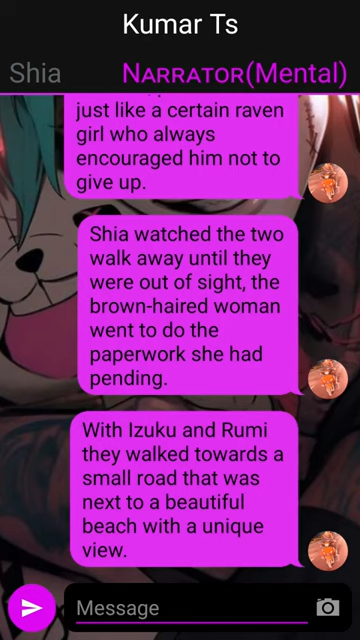 Kumar Ts
Shia NARRATOR(Mental)
just like a certain raven
girl who always
encouraged him not to
give up.
Shia watched the two
walk away until they
were out of sight, the
brown-haired woman
went to do the
paperwork she had
pending.
With Izuku and Rumi
they walked towards a
small road that was
next to a beautiful
beach with a unique
view.
Message